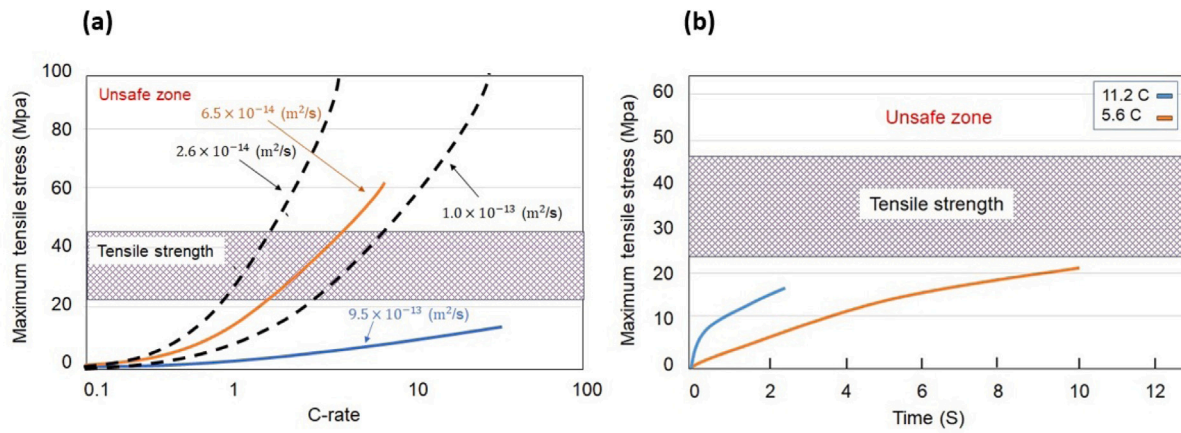 (a)
Maximum tensile stress (Mpa)
100
80
60
40
20
0
Unsafe zone
6.5 × 10⁻¹⁴ (m²/s)
2.6 × 10⁻¹⁴ (m²/s)
1.0 × 10⁻¹³ (m²/s)
Tensile strength
9.5 × 10⁻¹³ (m²/s)
0.1 1 10 100
C-rate
(b)
Maximum tensile stress (Mpa)
60
50
40
30
20
10
0
Unsafe zone
11.2 C
5.6 C
Tensile strength
0 2 4 6 8 10 12
Time (S)